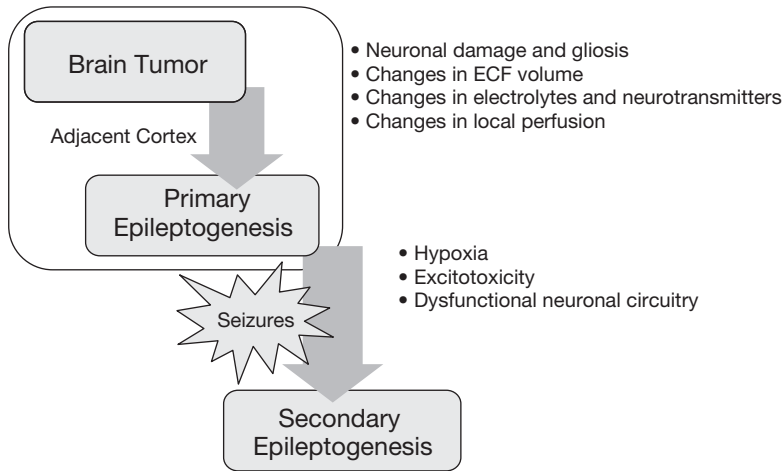 Brain Tumor
• Neuronal damage and gliosis
• Changes in ECF volume
• Changes in electrolytes and neurotransmitters
• Changes in local perfusion
Adjacent Cortex
Primary
Epileptogenesis
• Hypoxia
• Excitotoxicity
• Dysfunctional neuronal circuitry
Seizures
Secondary
Epileptogenesis